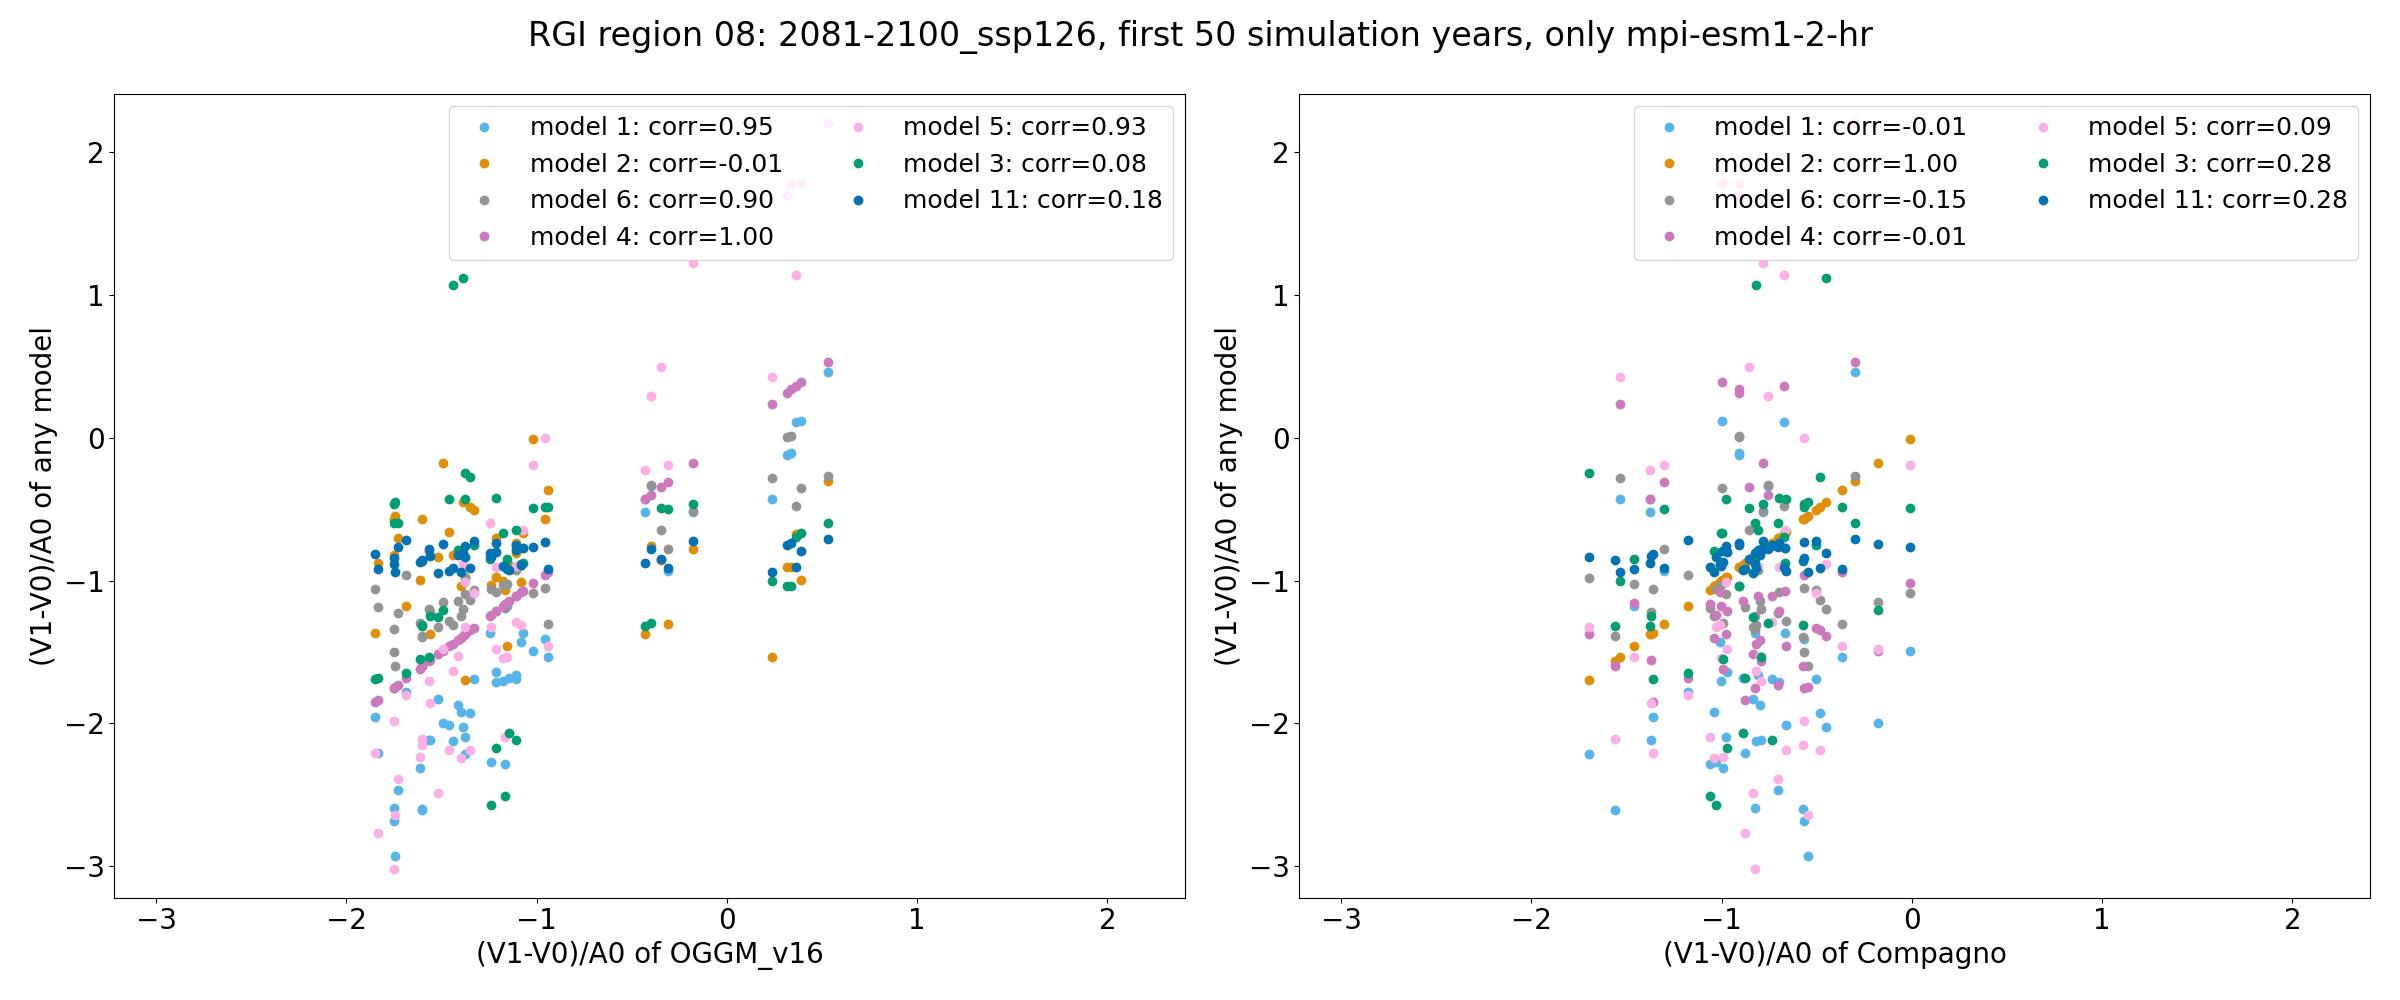 RGI region 08: 2081-2100_ssp126, first 50 simulation years, only mpi-esm1-2-hr
(V1-V0)/A0 of any model
2
1
0
−1
−2
−3
model 1: corr=0.95
model 2: corr=-0.01
model 6: corr=0.90
model 4: corr=1.00
model 5: corr=0.93
model 3: corr=0.08
model 11: corr=0.18
−3 −2 −1 0 1 2
(V1-V0)/A0 of OGGM_v16
(V1-V0)/A0 of any model
2
1
0
−1
−2
−3
model 1: corr=-0.01
model 2: corr=1.00
model 6: corr=-0.15
model 4: corr=-0.01
model 5: corr=0.09
model 3: corr=0.28
model 11: corr=0.28
−3 −2 −1 0 1 2
(V1-V0)/A0 of Compagno